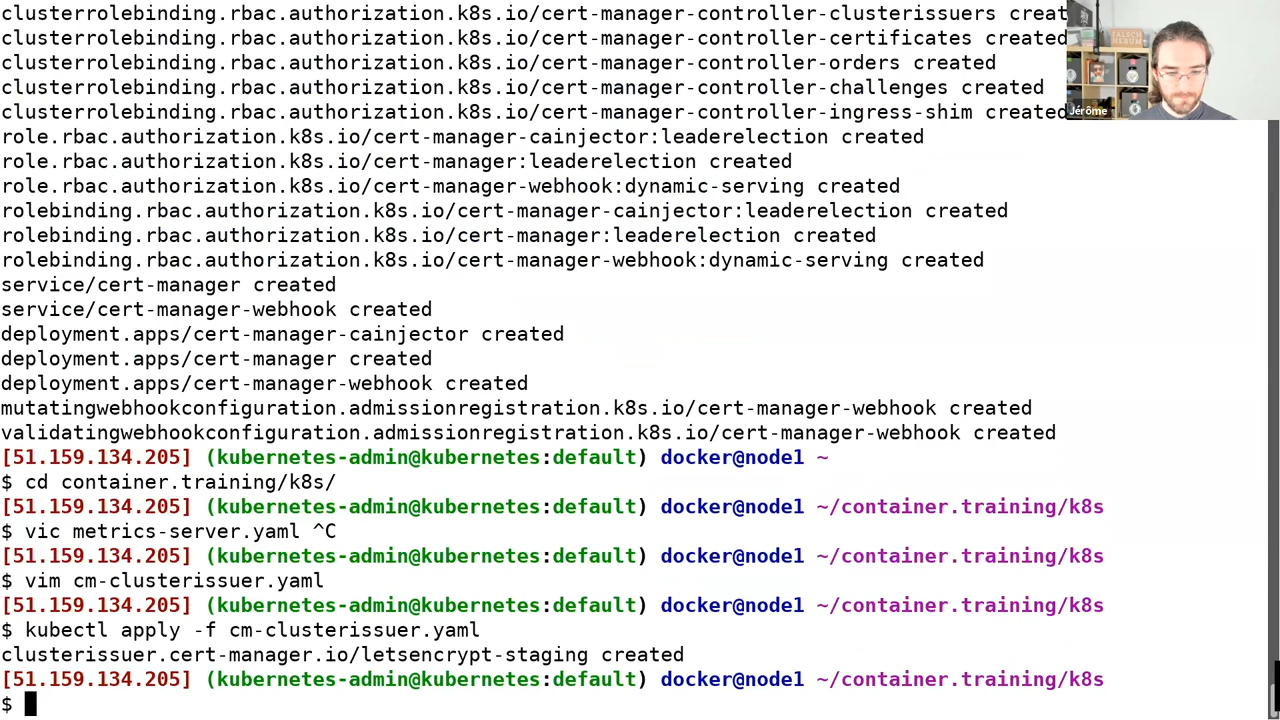 clusterrolebinding.rbac.authorization.k8s.io/cert-manager-controller-clusterissuers creat
clusterrolebinding.rbac.authorization.k8s.io/cert-manager-controller-certificates created
clusterrolebinding.rbac.authorization.k8s.io/cert-manager-controller-orders created
clusterrolebinding.rbac.authorization.k8s.io/cert-manager-controller-challenges created
clusterrolebinding.rbac.authorization.k8s.io/cert-manager-controller-ingress-shim created
FALSCH
HERUM
Jérôme
role.rbac.authorization.k8s.io/cert-manager-cainjector:leaderelection created
role.rbac.authorization.k8s.io/cert-manager:leaderelection created
role.rbac.authorization.k8s.io/cert-manager-webhook:dynamic-serving created
rolebinding.rbac.authorization.k8s.io/cert-manager-cainjector:leaderelection created
rolebinding.rbac.authorization.k8s.io/cert-manager:leaderelection created
rolebinding.rbac.authorization.k8s.io/cert-manager-webhook:dynamic-serving created
service/cert-manager created
service/cert-manager-webhook created
deployment.apps/cert-manager-cainjector created
deployment.apps/cert-manager created
deployment.apps/cert-manager-webhook created
mutatingwebhookconfiguration.admissionregistration.k8s.io/cert-manager-webhook created
validatingwebhookconfiguration.admissionregistration.k8s.io/cert-manager-webhook created
[51.159.134.205] (kubernetes-admin@kubernetes:default) docker@node1 ~
$ cd container.training/k8s/
[51.159.134.205] (kubernetes-admin@kubernetes:default) docker@node1 ~/container.training/k8s
$ vic metrics-server.yaml ^C
[51.159.134.205] (kubernetes-admin@kubernetes:default) docker@node1 ~/container.training/k8s
$ vim cm-clusterissuer.yaml
[51.159.134.205] (kubernetes-admin@kubernetes:default) docker@node1 ~/container.training/k8s
$ kubectl apply -f cm-clusterissuer.yaml
clusterissuer.cert-manager.io/letsencrypt-staging created
[51.159.134.205] (kubernetes-admin@kubernetes:default) docker@node1 ~/container.training/k8s
$